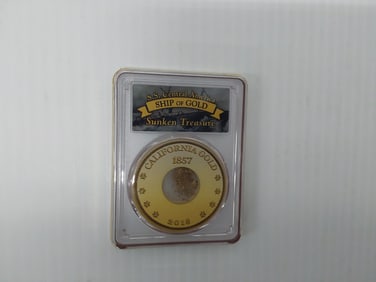 S.S. Central America
SHIP OF GOLD
Sunken Treasure
CALIFORNIA GOLD
1857
2018